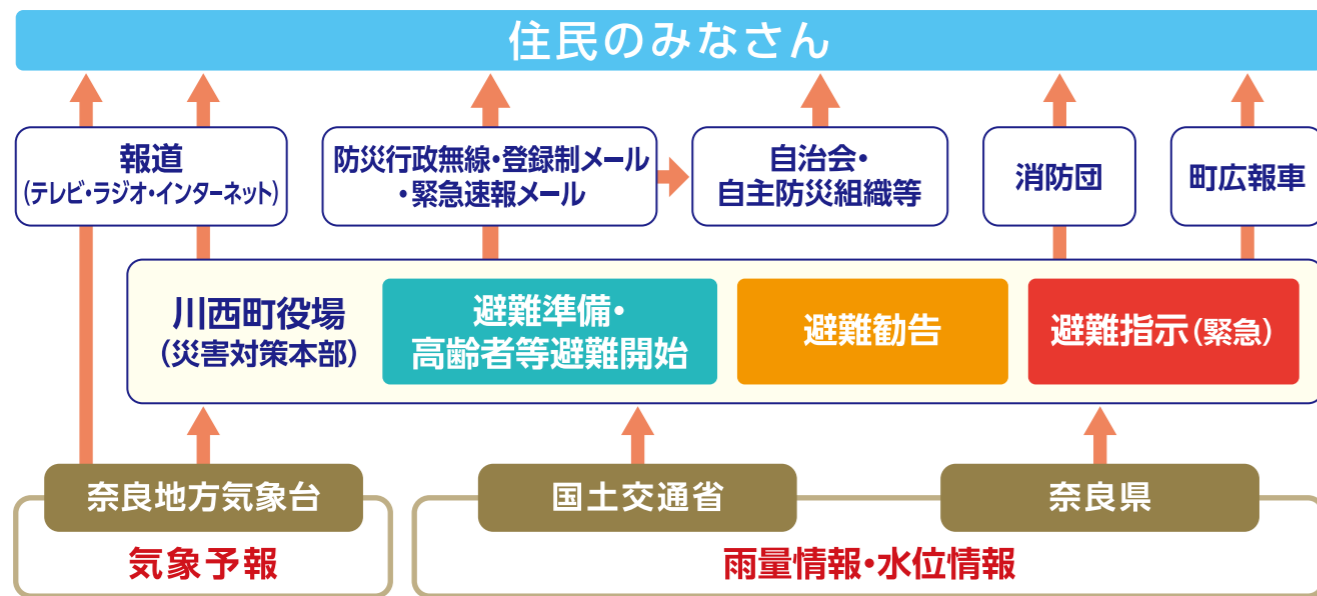 住民のみなさん
報道
(テレビ・ラジオ・インターネット)
防災行政無線・登録制メール
・緊急速報メール
自治会・
自主防災組織等
消防団
町広報車
川西町役場
(災害対策本部)
避難準備・
高齢者等避難開始
避難勧告
避難指示(緊急)
奈良地方気象台
国土交通省
奈良県
気象予報
雨量情報・水位情報